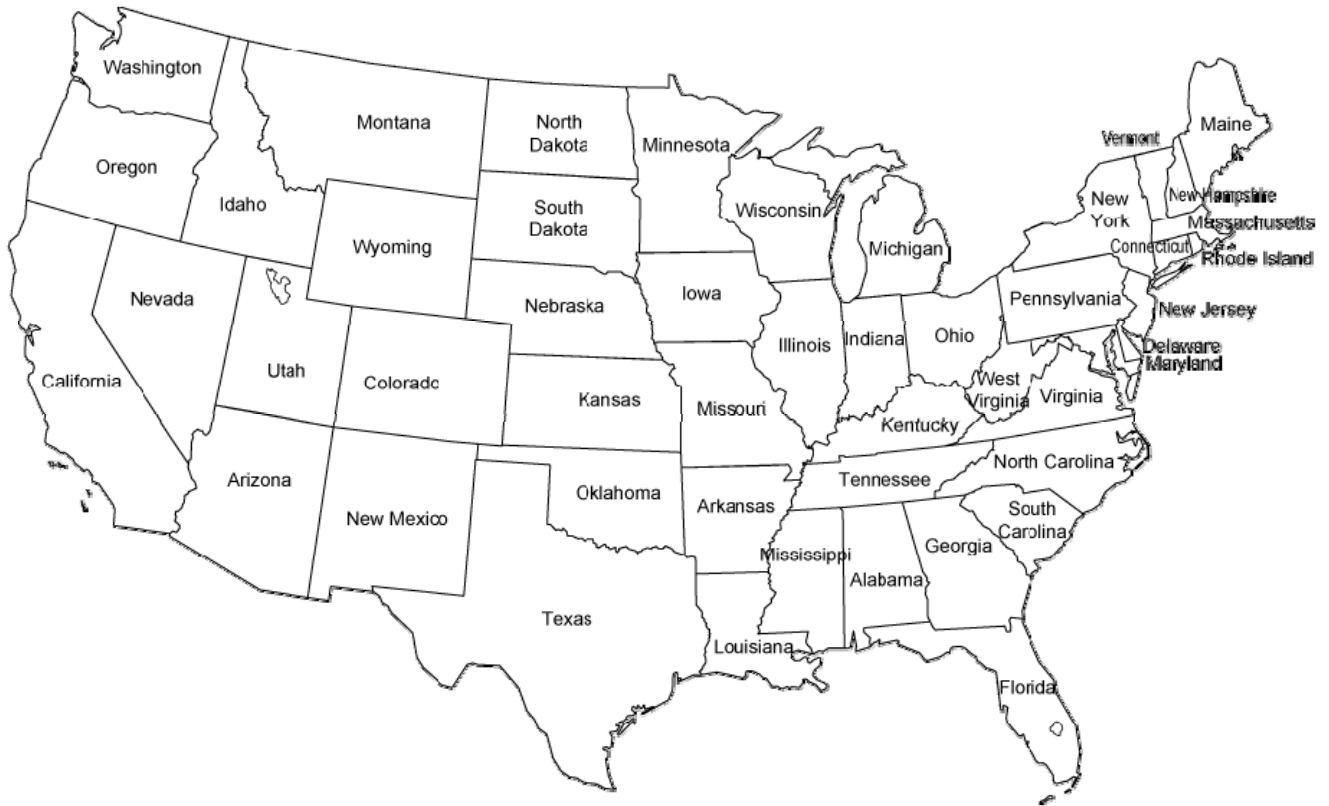 Washington
Montana
North
Dakota
Minnesota
Maine
Vermont
Oregon
Idaho
South
Dakota
Wisconsin
New
York
New Hampshire
Massachusetts
Wyoming
Michigan
Connecticut
Rhode Island
Nevada
Nebraska
Iowa
Pennsylvania
New Jersey
Illinois
Indiana
Ohio
Delaware
Maryland
California
Utah
Colorado
Kansas
Missouri
West
Virginia
Virginia
Kentucky
Arizona
New Mexico
Oklahoma
Arkansas
Tennessee
North Carolina
South
Carolina
Mississippi
Alabama
Georgia
Texas
Louisiana
Florida